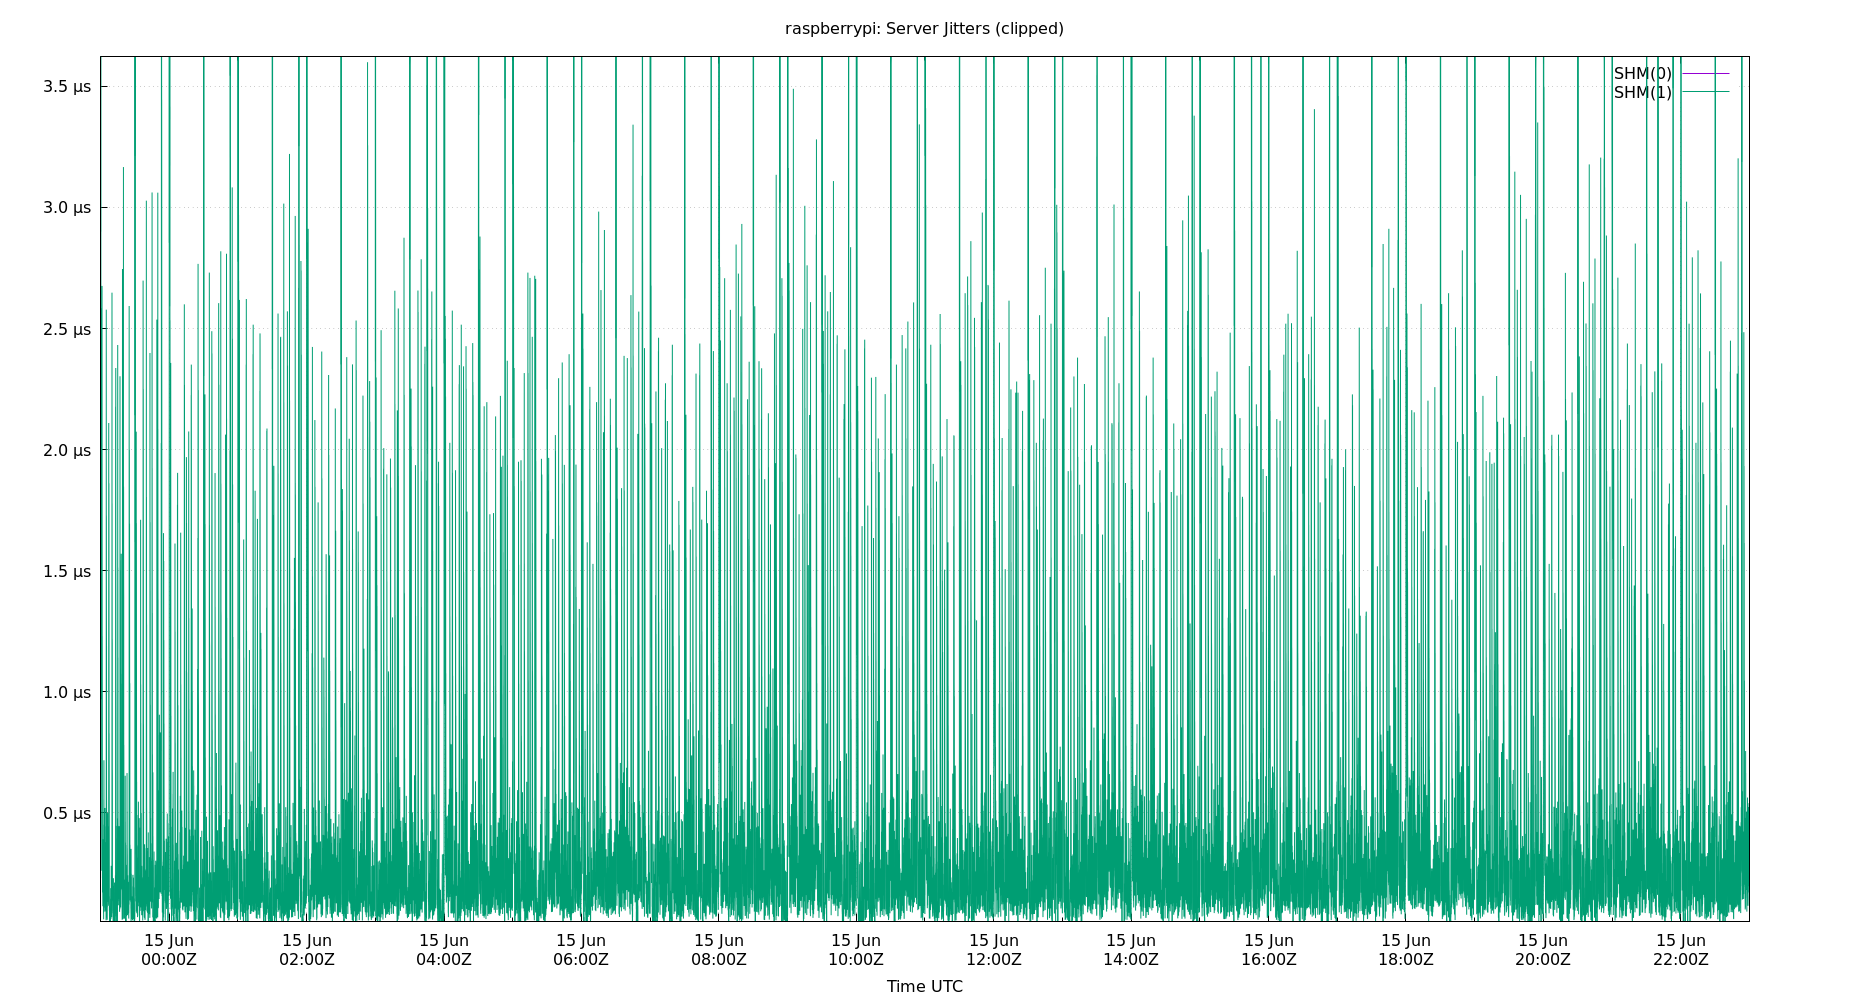 raspberrypi: Server Jitters (clipped)
SHM(0)
SHM(1)
3.5 μs
3.0 μs
2.5 μs
2.0 μs
1.5 μs
1.0 μs
0.5 μs
15 Jun 15 Jun 15 Jun 15 Jun 15 Jun 15 Jun 15 Jun 15 Jun 15 Jun 15 Jun 15 Jun 15 Jun
00:00Z 02:00Z 04:00Z 06:00Z 08:00Z 10:00Z 12:00Z 14:00Z 16:00Z 18:00Z 20:00Z 22:00Z
Time UTC